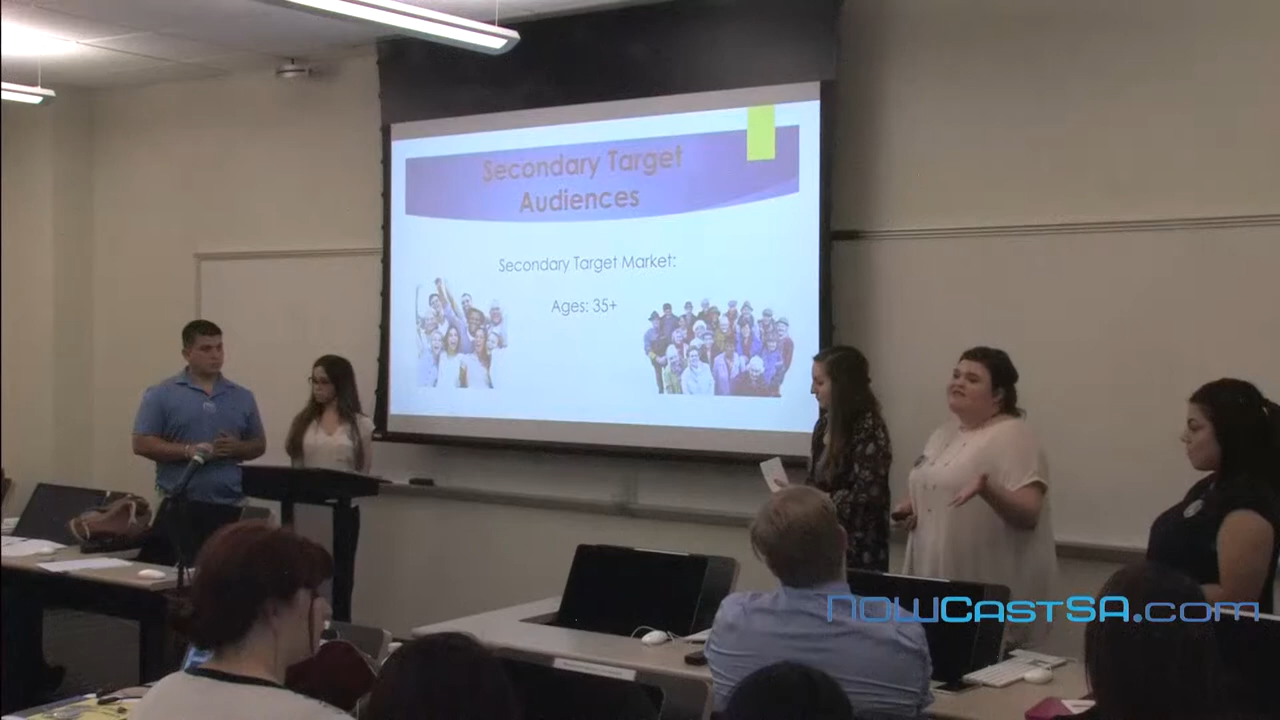 Secondary Target
Audiences
Secondary Target Market:
Ages: 35+
NOWCastSA.com